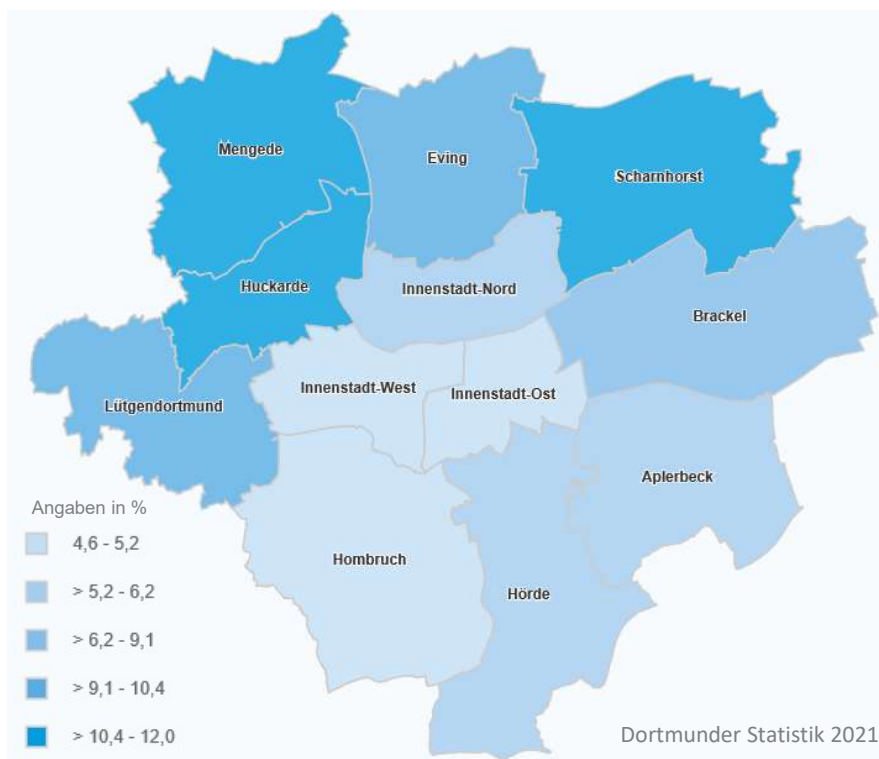 Mengede
Eving
Scharnhorst
Huckarde
Innenstadt-Nord
Brackel
Innenstadt-West
Innenstadt-Ost
Lütgendortmund
Aplerbeck
Hombruch
Hörde
Angaben in %
4,6 - 5,2
> 5,2 - 6,2
> 6,2 - 9,1
> 9,1 - 10,4
> 10,4 - 12,0
Dortmunder Statistik 2021